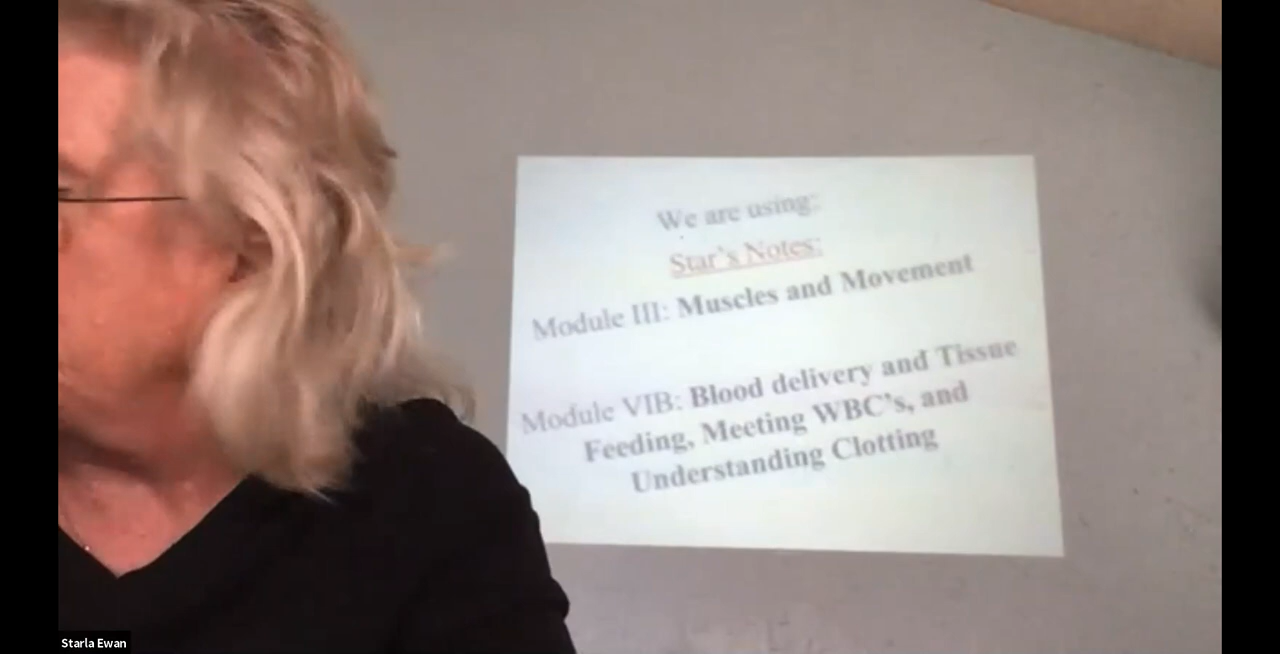 We are using:
Star's Notes:
Module III: Muscles and Movement
Module VIB: Blood delivery and Tissue
Feeding, Meeting WBC's, and
Understanding Clotting
Starla Ewan